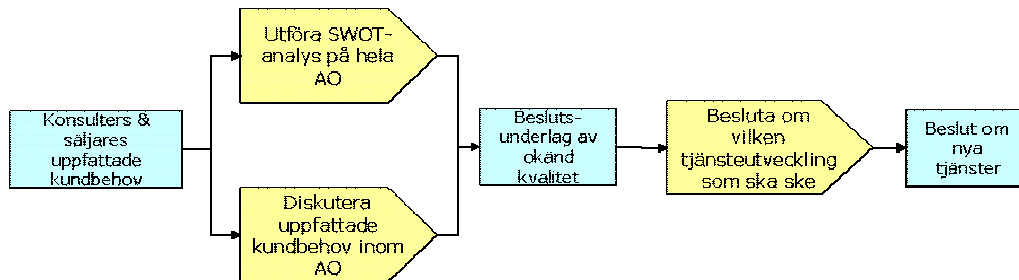 Konsulters &
säljares
uppfattade
kundbehov
Utföra SWOT-
analys på hela
AO
Diskutera
uppfattade
kundbehov inom
AO
Besluts-
underlag av
okänd
kvalitet
Besluta om
vilken
tjänsteutveckling
som ska ske
Beslut om
nya
tjänster